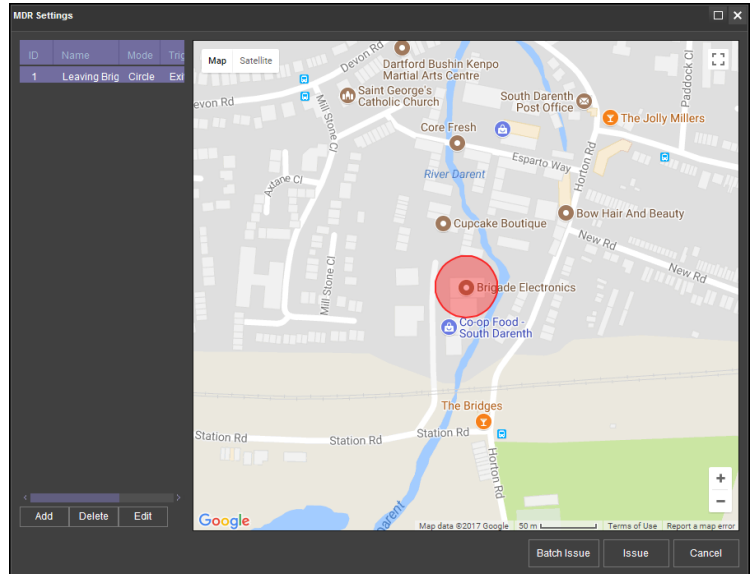 MDR Settings
ID Name Mode Trig
1 Leaving Brig Circle Exi
Map Satellite
Devon Rd
Dartford Bushin Kenpo
Martial Arts Centre
Saint George's
Catholic Church
South Darenth
Post Office
Paddock Cl
evon Rd
Mill Stone Cl
The Jolly Millers
Core Fresh
Esparto Way
Horton Rd
River Darent
Axtane Cl
Bow Hair And Beauty
Cupcake Boutique
New Rd
New Rd
Mill Stone Cl
Brigade Electronics
Co-op Food -
South Darenth
The Bridges
Station Rd
Station Rd
Station Rd
Horton Rd
arent
+
−
Add Delete Edit
Google
Map data ©2017 Google 50 m Terms of Use Report a map error
Batch Issue Issue Cancel